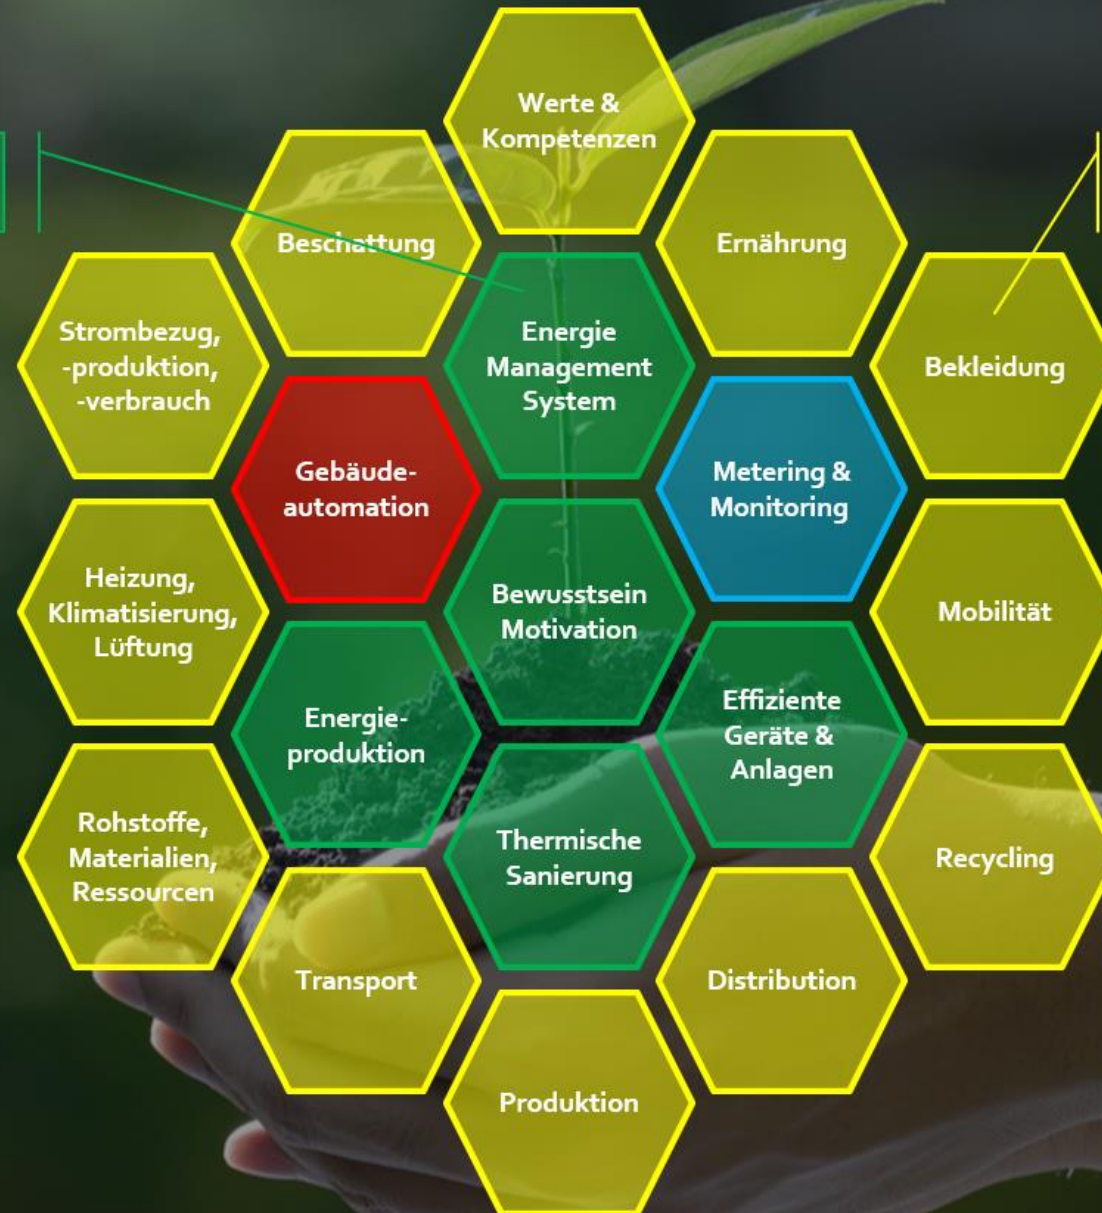 Werte &
Kompetenzen
Beschattung
Ernährung
Strombezug,
-produktion,
-verbrauch
Energie
Management
System
Bekleidung
Gebäude-
automation
Metering &
Monitoring
Heizung,
Klimatisierung,
Lüftung
Bewusstsein
Motivation
Mobilität
Energie-
produktion
Effiziente
Geräte &
Anlagen
Rohstoffe,
Materialien,
Ressourcen
Thermische
Sanierung
Recycling
Transport
Distribution
Produktion